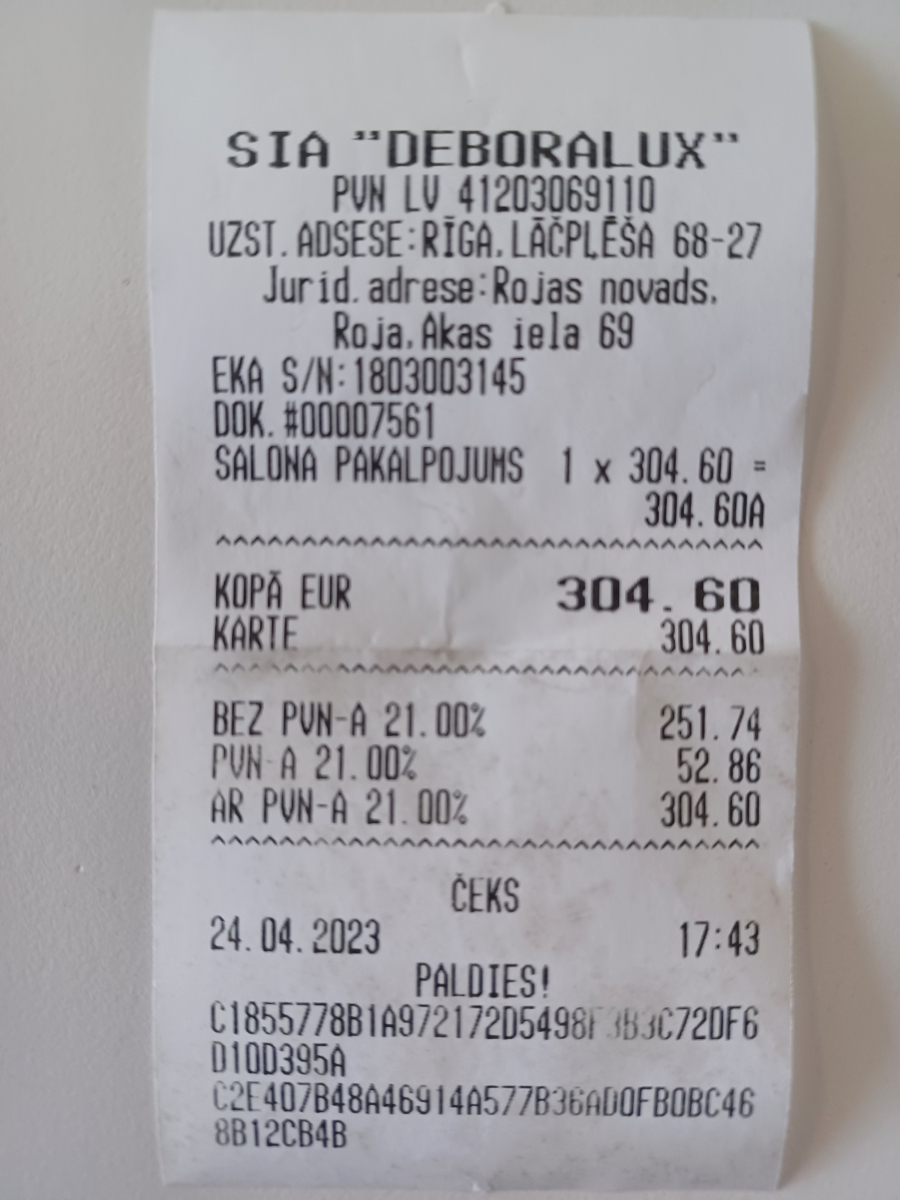 SIA "DEBORALUX"
PVN LV 41203069110
UZST. ADSESE:RĪGA, LĀČPLĒŠA 68-27
Jurid. adrese:Rojas novads,
Roja, Akas iela 69
EKA S/N:1803003145
DOK. #00007561
SALONA PAKALPOJUMS 1 x 304.60 =
304.60A
^^^^^^^^^^^^^^^^^^^^^^^^^^^^^^^^
KOPĀ EUR 304.60
KARTE 304.60
^^^^^^^^^^^^^^^^^^^^^^^^^^^^^^^^
BEZ PVN-A 21.00% 251.74
PVN-A 21.00% 52.86
AR PVN-A 21.00% 304.60
^^^^^^^^^^^^^^^^^^^^^^^^^^^^^^^^
ČEKS
24.04.2023 17:43
PALDIES!
C1855778B1A972172D5498F3B3C72DF6
D10D395A
C2E407B48A46914A577B36AD0FB0BC46
8B12CB4B